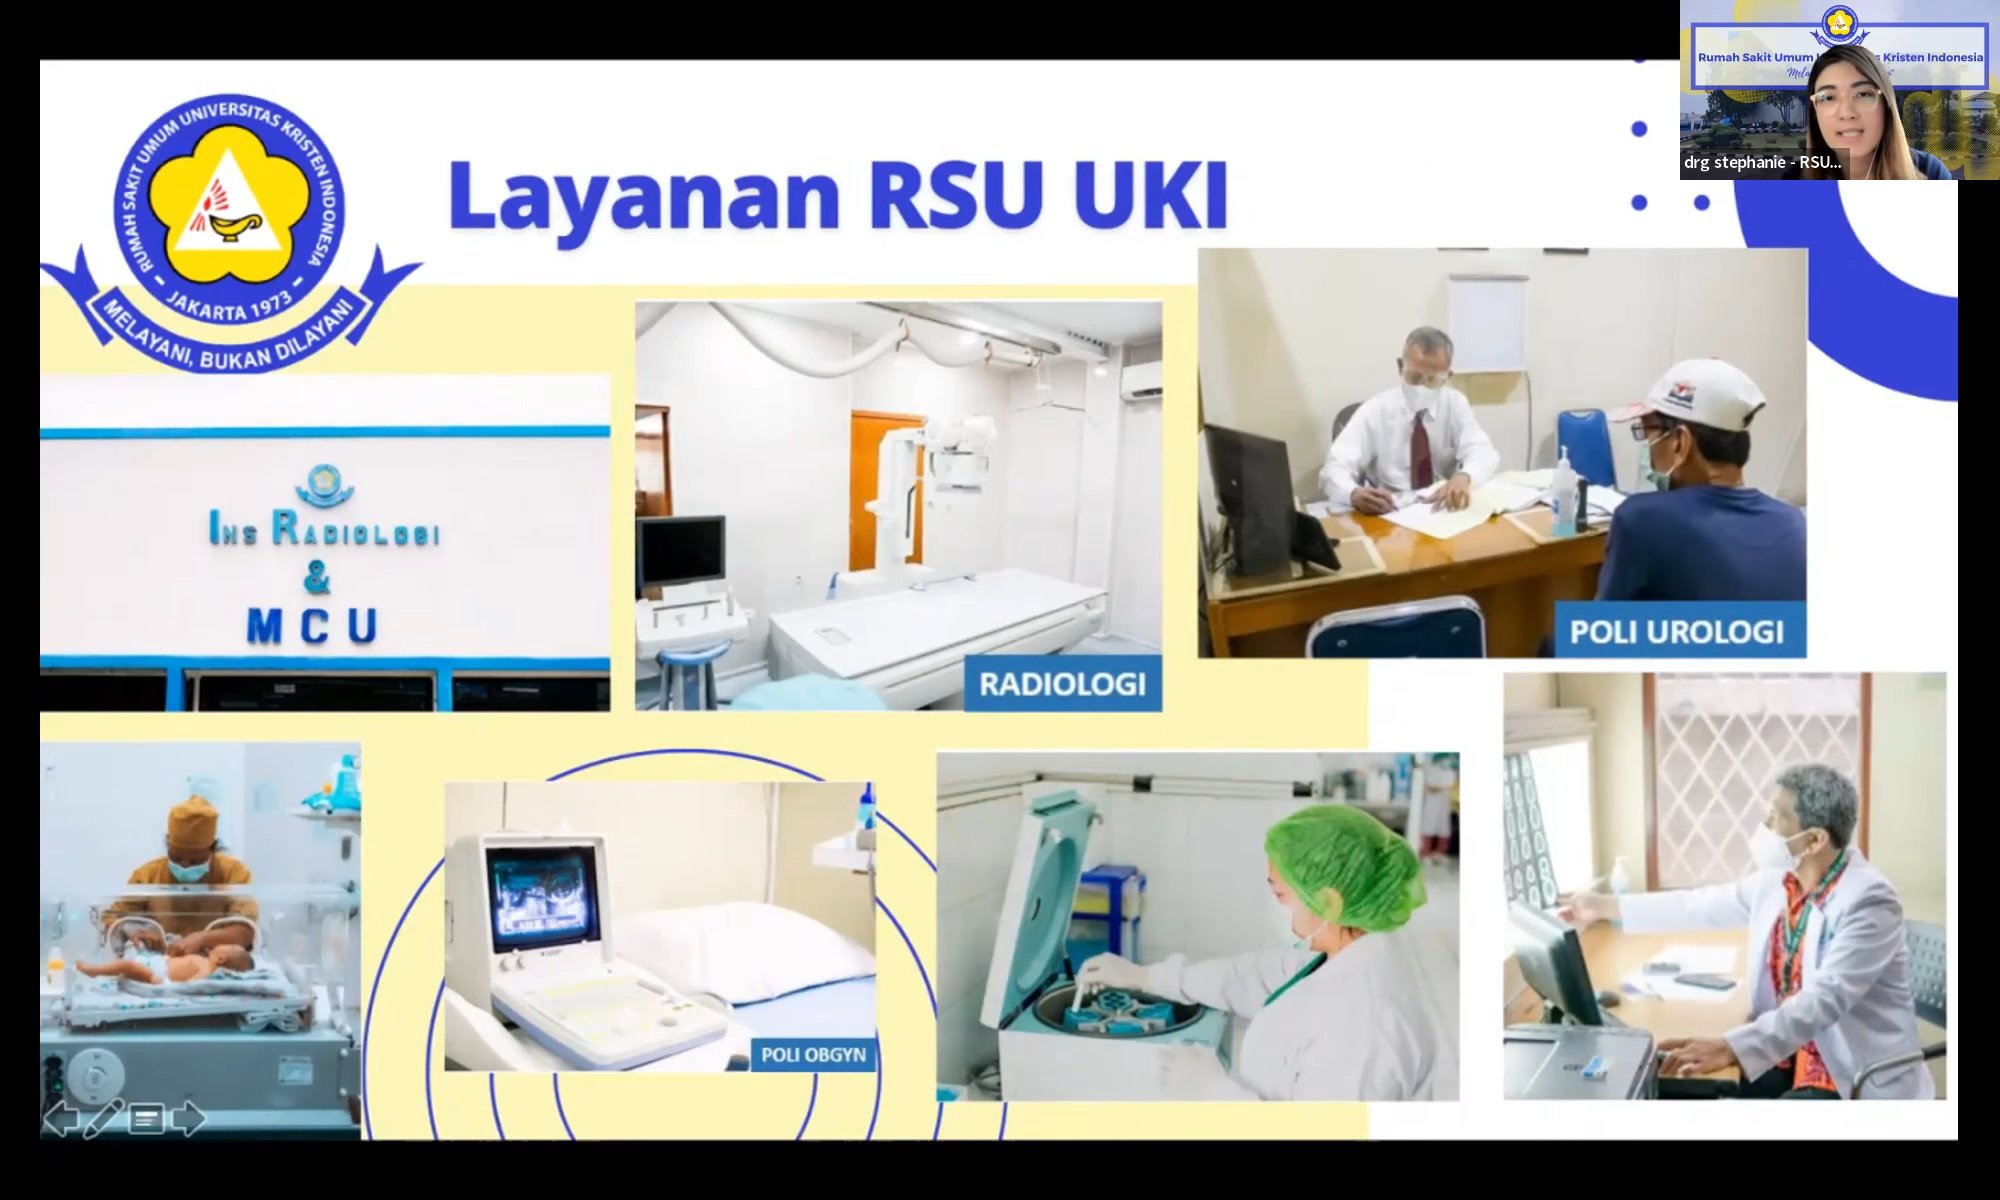 Rumah Sakit Umum
Kristen Indonesia
drg stephanie - RSU...
RUMAH SAKIT UMUM UNIVERSITAS KRISTEN INDONESIA
- JAKARTA 1973 -
MELAYANI, BUKAN DILAYANI
Layanan RSU UKI
INS RADIOLOGI
&
MCU
RADIOLOGI
POLI UROLOGI
POLI OBGYN